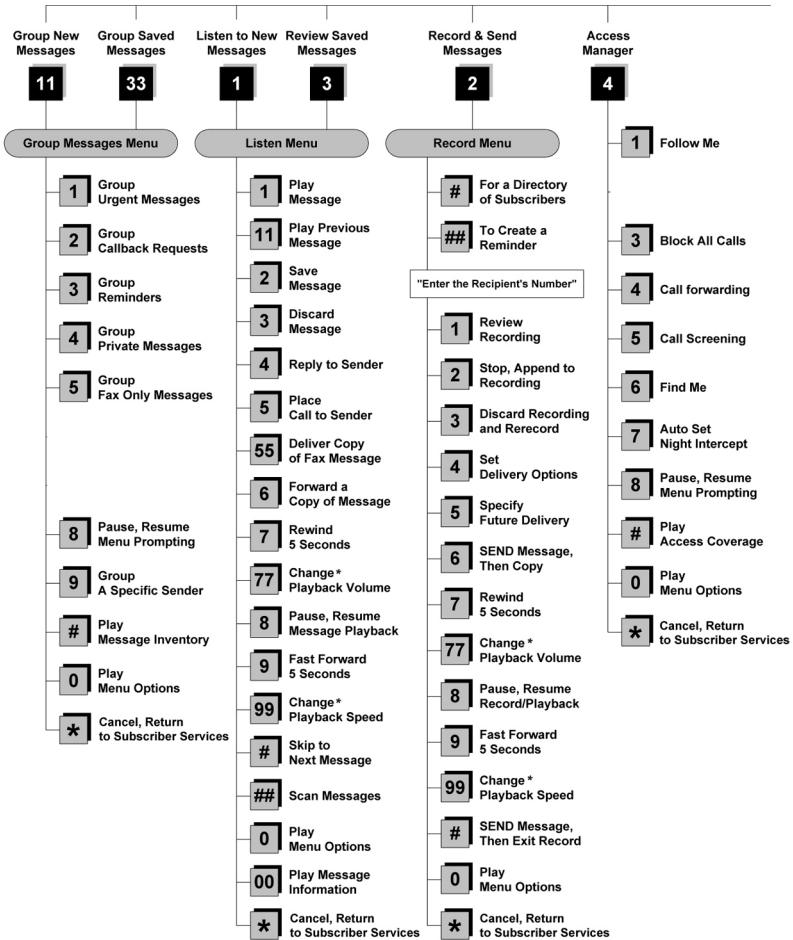 Group New
Messages
11
Group Saved
Messages
33
Group Messages Menu
1
Group
Urgent Messages
2
Group
Callback Requests
3
Group
Reminders
4
Group
Private Messages
5
Group
Fax Only Messages
8
Pause, Resume
Menu Prompting
9
Group
A Specific Sender
#
Play
Message Inventory
0
Play
Menu Options
*
Cancel, Return
to Subscriber Services
Listen to New
Messages
1
Review Saved
Messages
3
Listen Menu
1
Play
Message
11
Play Previous
Message
2
Save
Message
3
Discard
Message
4
Reply to Sender
5
Place
Call to Sender
55
Deliver Copy
of Fax Message
6
Forward a
Copy of Message
7
Rewind
5 Seconds
77
Change*
Playback Volume
8
Pause, Resume
Message Playback
9
Fast Forward
5 Seconds
99
Change*
Playback Speed
#
Skip to
Next Message
##
Scan Messages
0
Play
Menu Options
00
Play Message
Information
*
Cancel, Return
to Subscriber Services
Record & Send
Messages
2
Record Menu
#
For a Directory
of Subscribers
##
To Create a
Reminder
"Enter the Recipient's Number"
1
Review
Recording
2
Stop, Append to
Recording
3
Discard Recording
and Rerecord
4
Set
Delivery Options
5
Specify
Future Delivery
6
SEND Message,
Then Copy
7
Rewind
5 Seconds
77
Change*
Playback Volume
8
Pause, Resume
Record/Playback
9
Fast Forward
5 Seconds
99
Change*
Playback Speed
#
SEND Message,
Then Exit Record
0
Play
Menu Options
*
Cancel, Return
to Subscriber Services
Access
Manager
4
1
Follow Me
3
Block All Calls
4
Call forwarding
5
Call Screening
6
Find Me
7
Auto Set
Night Intercept
8
Pause, Resume
Menu Prompting
#
Play
Access Coverage
0
Play
Menu Options
*
Cancel, Return
to Subscriber Services